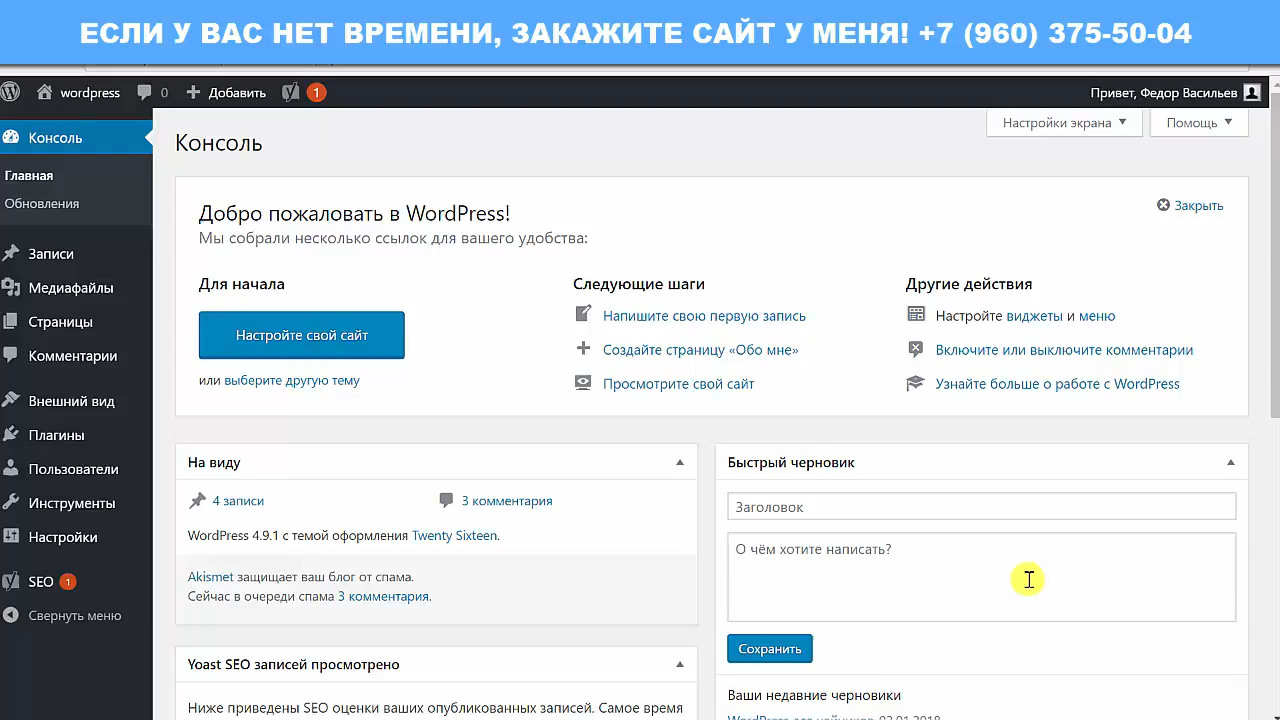 ЕСЛИ У ВАС НЕТ ВРЕМЕНИ, ЗАКАЖИТЕ САЙТ У МЕНЯ! +7 (960) 375-50-04
wordpress 0 Добавить 1 Привет, Федор Васильев
Настройки экрана Помощь
Консоль
Главная
Обновления
Записи
Медиафайлы
Страницы
Комментарии
Внешний вид
Плагины
Пользователи
Инструменты
Настройки
SEO 1
Свернуть меню
Консоль
Добро пожаловать в WordPress!
Закрыть
Мы собрали несколько ссылок для вашего удобства:
Для начала
Настройте свой сайт
или выберите другую тему
Следующие шаги
Напишите свою первую запись
Создайте страницу «Обо мне»
Просмотрите свой сайт
Другие действия
Настройте виджеты и меню
Включите или выключите комментарии
Узнайте больше о работе с WordPress
На виду
4 записи 3 комментария
WordPress 4.9.1 с темой оформления Twenty Sixteen.
Akismet защищает ваш блог от спама.
Сейчас в очереди спама 3 комментария.
Yoast SEO записей просмотрено
Ниже приведены SEO оценки ваших опубликованных записей. Самое время
Быстрый черновик
Заголовок
О чём хотите написать?
Сохранить
Ваши недавние черновики
WordPress для чайников 03.01.2018